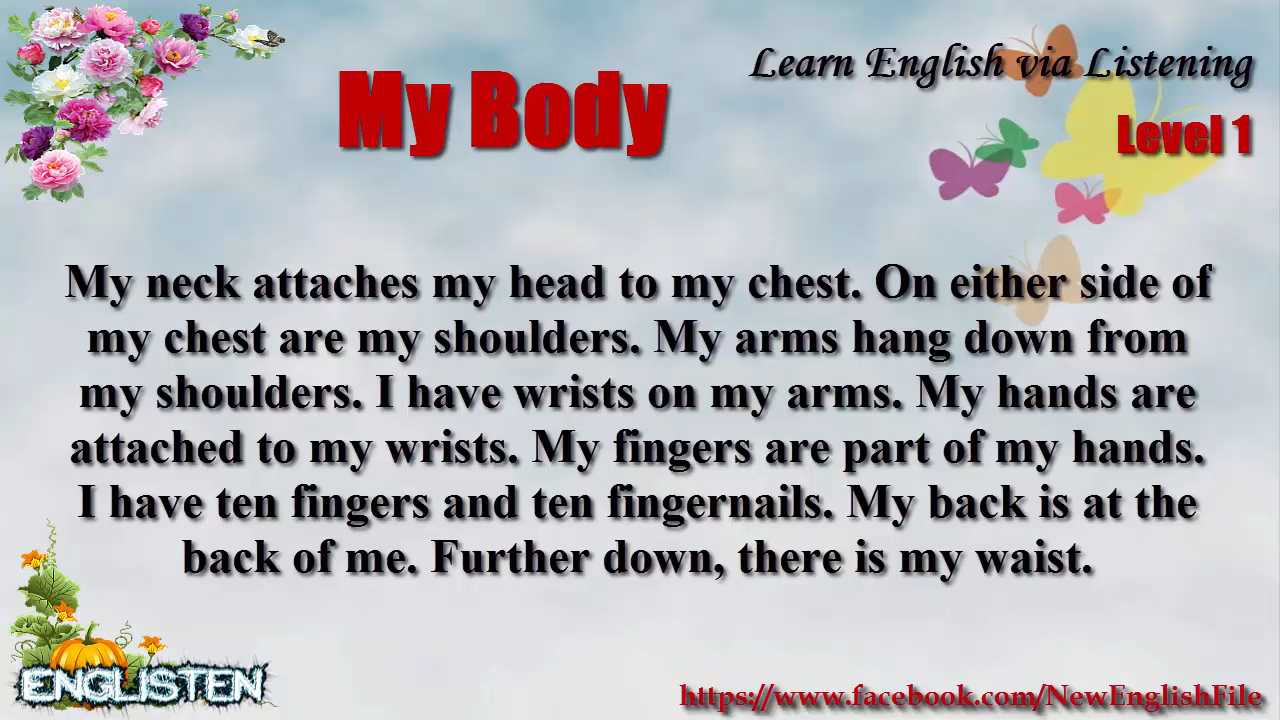 Learn English via Listening
My Body
Level 1
My neck attaches my head to my chest. On either side of
my chest are my shoulders. My arms hang down from
my shoulders. I have wrists on my arms. My hands are
attached to my wrists. My fingers are part of my hands.
I have ten fingers and ten fingernails. My back is at the
back of me. Further down, there is my waist.
ENGLISTEN
https://www.facebook.com/NewEnglishFile